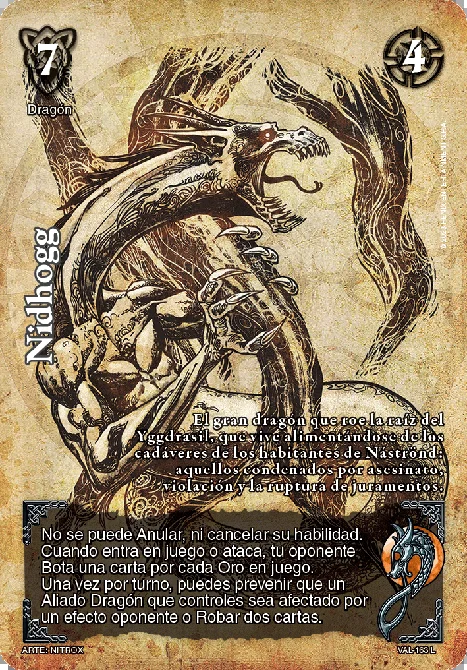 7
4
Dragón
Nidhogg
El gran dragón que roe la raíz del
Yggdrasil, que vive alimentándose de los
cadáveres de los habitantes de Náströnd:
aquellos condenados por asesinato,
violación y la ruptura de juramentos.
No se puede Anular, ni cancelar su habilidad.
Cuando entra en juego o ataca, tu oponente
Bota una carta por cada Oro en juego.
Una vez por turno, puedes prevenir que un
Aliado Dragón que controles sea afectado por
un efecto oponente o Robar dos cartas.
ARTE: NITROX